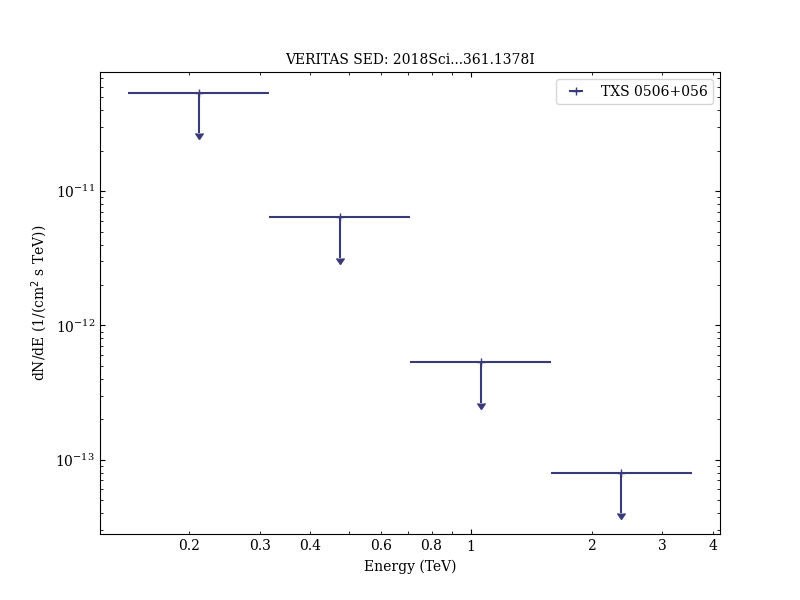 VERITAS SED: 2018Sci...361.1378I
TXS 0506+056
dN/dE (1/(cm² s TeV))
10⁻¹¹
10⁻¹²
10⁻¹³
0.2 0.3 0.4 0.6 0.8 1 2 3 4
Energy (TeV)